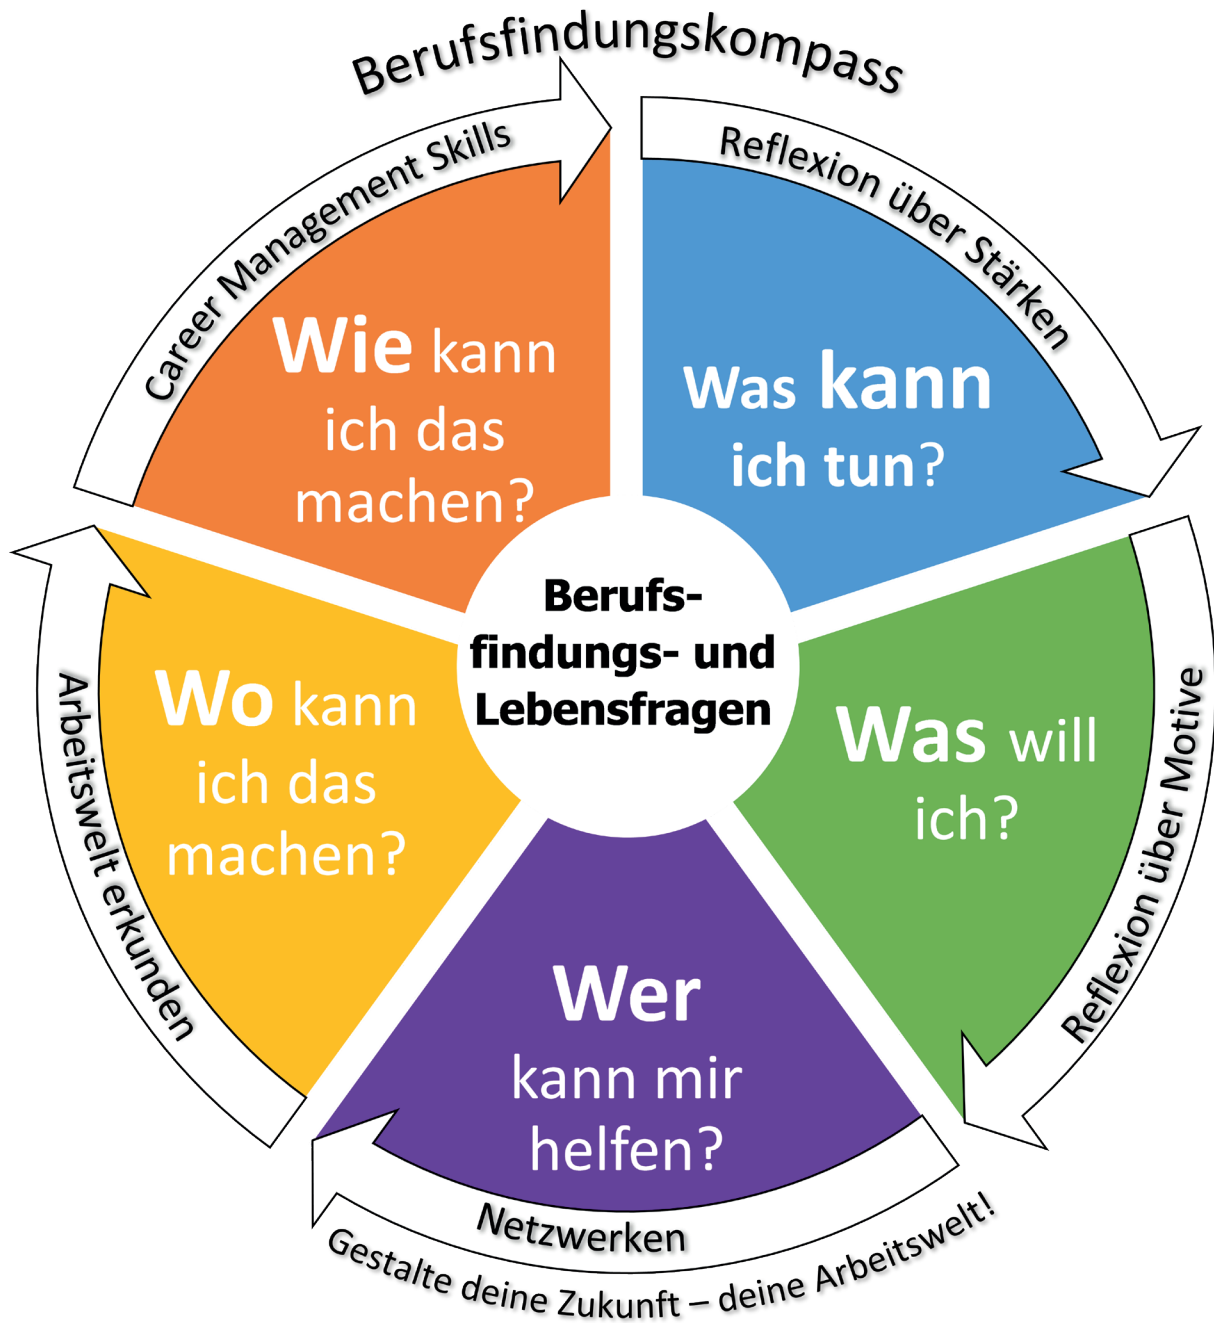 Berufsfindungskompass
Reflexion über Stärken
Was kann
ich tun?
Reflexion über Motive
Was will
ich?
Netzwerken
Wer
kann mir
helfen?
Arbeitswelt erkunden
Wo kann
ich das
machen?
Career Management Skills
Wie kann
ich das
machen?
Berufs-
findungs- und
Lebensfragen
Gestalte deine Zukunft – deine Arbeitswelt!